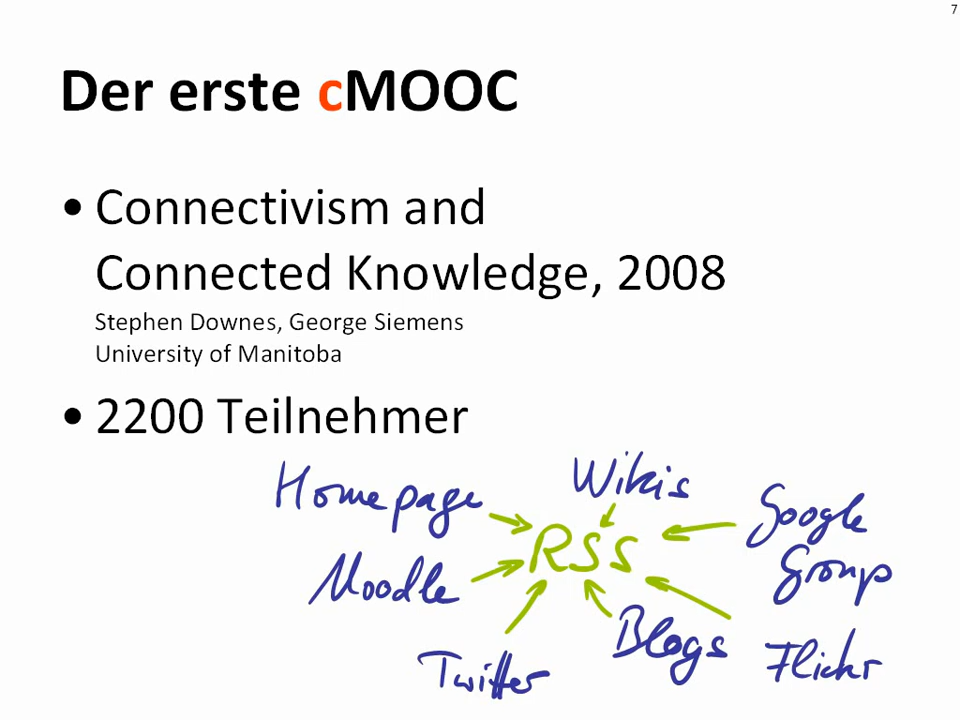 7
Der erste cMOOC
• Connectivism and
Connected Knowledge, 2008
Stephen Downes, George Siemens
University of Manitoba
• 2200 Teilnehmer
Homepage
Wikis
Google
Group
RSS
Moodle
Twitter
Blogs
Flickr